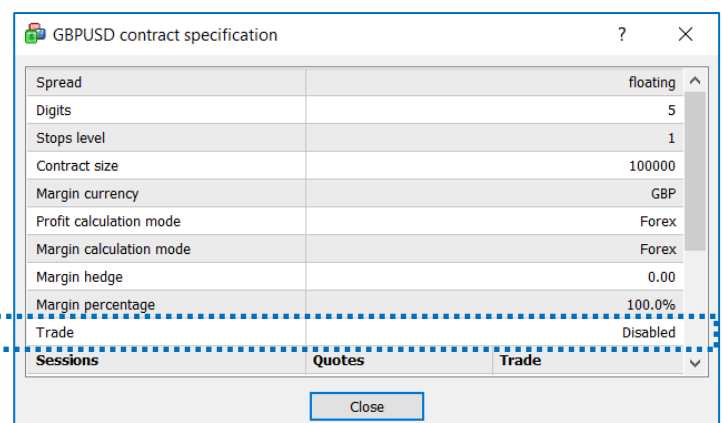 GBPUSD contract specification ?
Spread floating
Digits 5
Stops level 1
Contract size 100000
Margin currency GBP
Profit calculation mode Forex
Margin calculation mode Forex
Margin hedge 0.00
Margin percentage 100.0%
Trade Disabled
Sessions Quotes Trade
Close